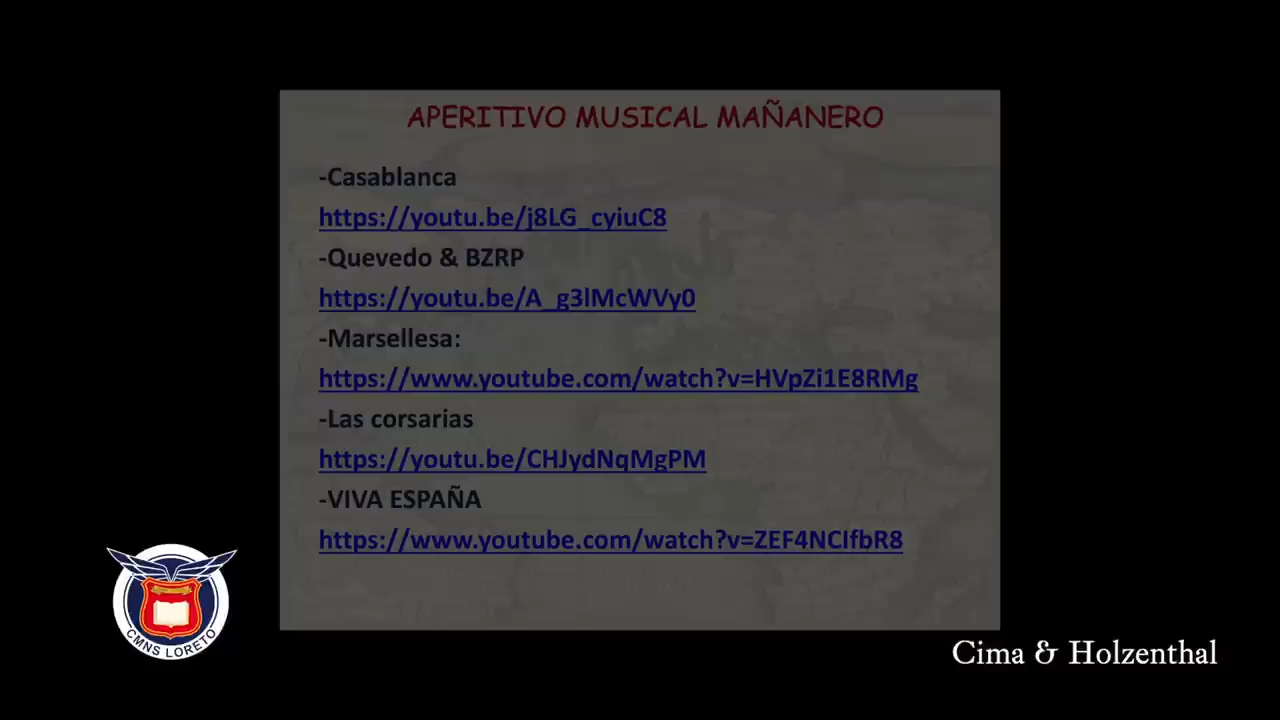 APERITIVO MUSICAL MAÑANERO
-Casablanca
https://youtu.be/j8LG_cyiuC8
-Quevedo & BZRP
https://youtu.be/A_g3lMcWVy0
-Marsellesa:
https://www.youtube.com/watch?v=HVpZi1E8RMg
-Las corsarias
https://youtu.be/CHJydNqMgPM
-VIVA ESPAÑA
https://www.youtube.com/watch?v=ZEF4NCIfbR8
CMNS LORETO
Cima & Holzenthal